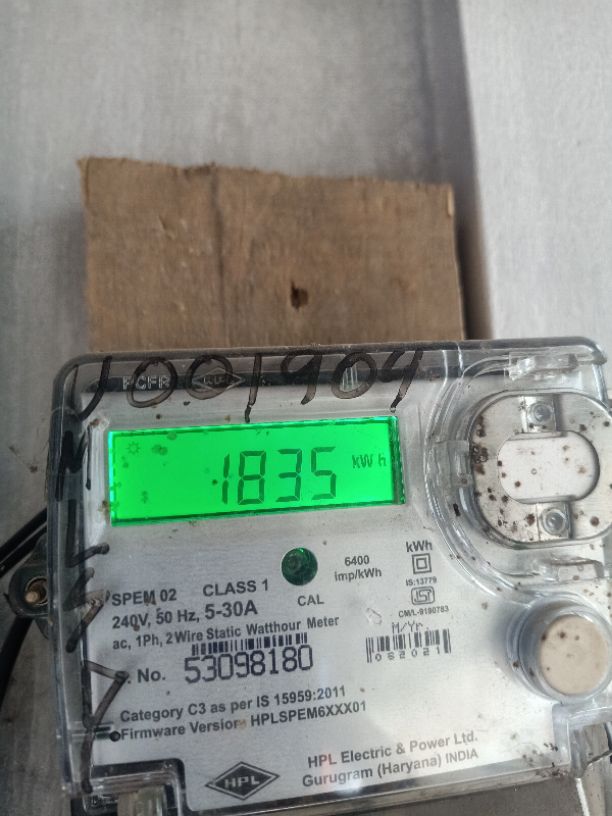 U001904
PCFR
1835 kWh
6400
imp/kWh
kWh
IS:13779
CM/L-9190783
SPEM 02 CLASS 1
240V, 50 Hz, 5-30A
CAL
ac, 1Ph, 2 Wire Static Watthour Meter
M/Yr
062021
. No. 53098180
Category C3 as per IS 15959:2011
Firmware Version: HPLSPEM6XXX01
HPL Electric & Power Ltd.
Gurugram (Haryana) INDIA
HPL